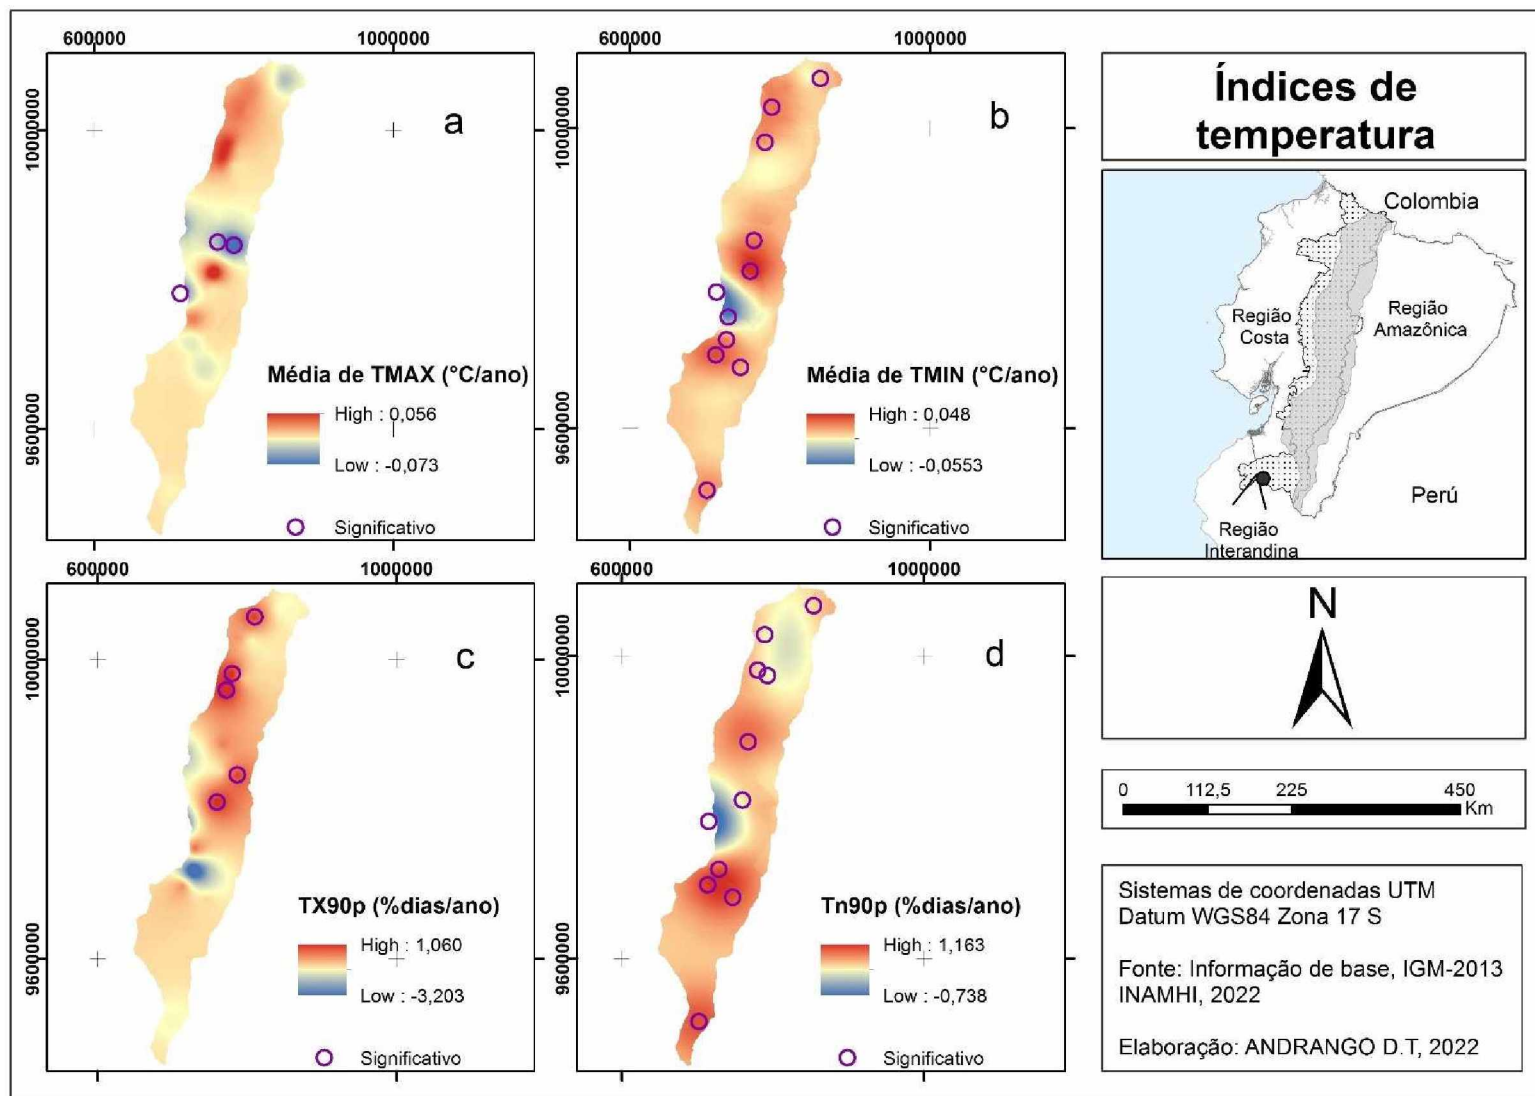 600000
1000000
10000000
9600000
a
Média de TMAX (°C/ano)
High : 0,056
Low : -0,073
Significativo
600000
1000000
10000000
9600000
b
Média de TMIN (°C/ano)
High : 0,048
Low : -0,0553
Significativo
600000
1000000
10000000
9600000
c
TX90p (%dias/ano)
High : 1,060
Low : -3,203
Significativo
600000
1000000
10000000
9600000
d
Tn90p (%dias/ano)
High : 1,163
Low : -0,738
Significativo
Índices de
temperatura
Colombia
Região
Costa
Região
Amazônica
Perú
Região
Interandina
N
0 112,5 225 450
Km
Sistemas de coordenadas UTM
Datum WGS84 Zona 17 S
Fonte: Informação de base, IGM-2013
INAMHI, 2022
Elaboração: ANDRANGO D.T, 2022